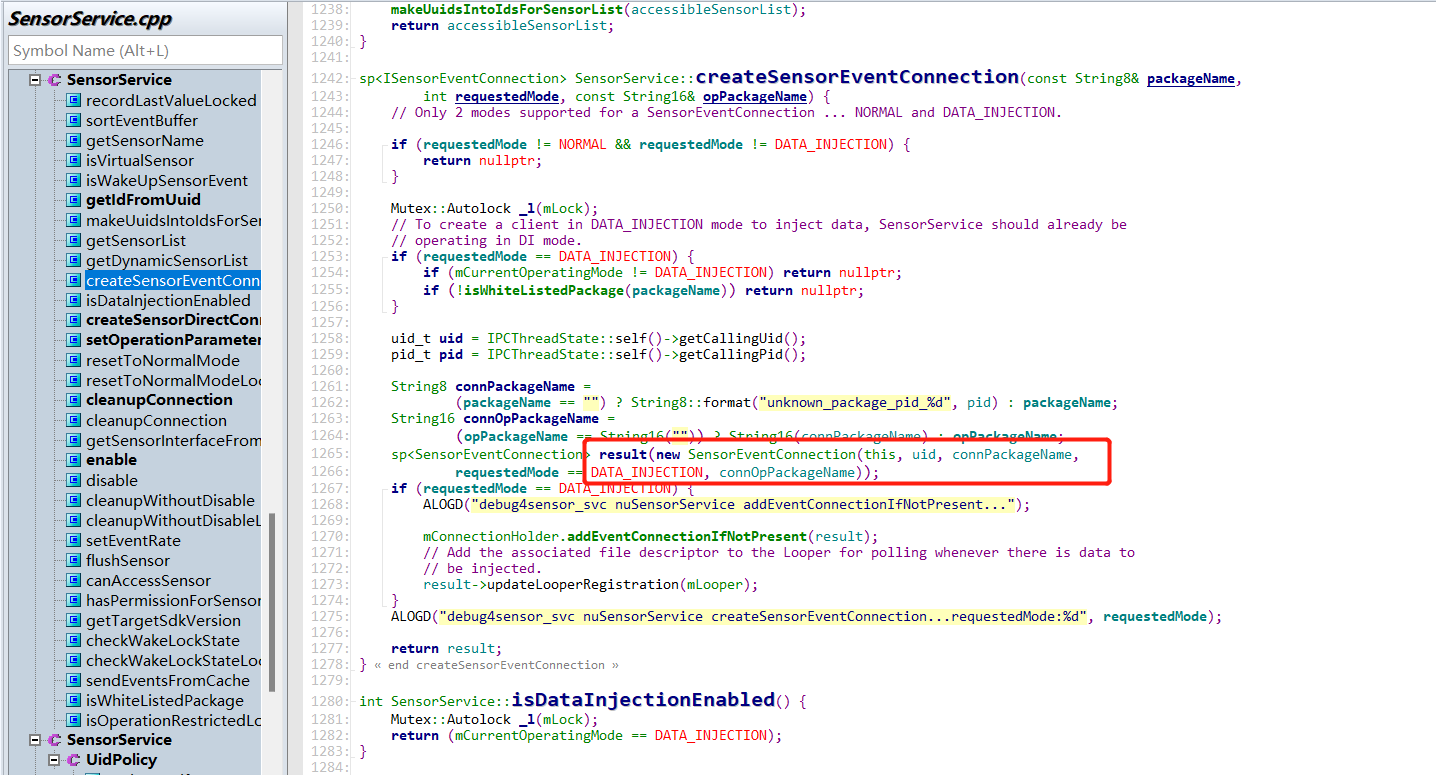 SensorService.cpp
Symbol Name (Alt+L)
SensorService
recordLastValueLocked
sortEventBuffer
getSensorName
isVirtualSensor
isWakeUpSensorEvent
getIdFromUuid
makeUuidsIntoIdsForSer
getSensorList
getDynamicSensorList
createSensorEventConn
isDataInjectionEnabled
createSensorDirectConn
setOperationParameter
resetToNormalMode
resetToNormalModeLoc
cleanupConnection
cleanupConnection
getSensorInterfaceFrom
enable
disable
cleanupWithoutDisable
cleanupWithoutDisableL
setEventRate
flushSensor
canAccessSensor
hasPermissionForSensor
getTargetSdkVersion
checkWakeLockState
checkWakeLockStateLoc
sendEventsFromCache
isWhiteListedPackage
isOperationRestrictedLo
SensorService
UidPolicy
1238: makeUuidsIntoIdsForSensorList(accessibleSensorList);
1239: return accessibleSensorList;
1240: }
1241:
1242: sp<ISensorEventConnection> SensorService::createSensorEventConnection(const String8& packageName,
1243: int requestedMode, const String16& opPackageName) {
1244: // Only 2 modes supported for a SensorEventConnection ... NORMAL and DATA_INJECTION.
1245:
1246: if (requestedMode != NORMAL && requestedMode != DATA_INJECTION) {
1247: return nullptr;
1248: }
1249:
1250: Mutex::Autolock _l(mLock);
1251: // To create a client in DATA_INJECTION mode to inject data, SensorService should already be
1252: // operating in DI mode.
1253: if (requestedMode == DATA_INJECTION) {
1254: if (mCurrentOperatingMode != DATA_INJECTION) return nullptr;
1255: if (!isWhiteListedPackage(packageName)) return nullptr;
1256: }
1257:
1258: uid_t uid = IPCThreadState::self()->getCallingUid();
1259: pid_t pid = IPCThreadState::self()->getCallingPid();
1260:
1261: String8 connPackageName =
1262: (packageName == "") ? String8::format("unknown_package_pid_%d", pid) : packageName;
1263: String16 connOpPackageName =
1264: (opPackageName == String16("")) ? String16(connPackageName) : opPackageName;
1265: sp<SensorEventConnection> result(new SensorEventConnection(this, uid, connPackageName,
1266: requestedMode == DATA_INJECTION, connOpPackageName));
1267: if (requestedMode == DATA_INJECTION) {
1268: ALOGD("debug4sensor_svc nuSensorService addEventConnectionIfNotPresent...");
1269:
1270: mConnectionHolder.addEventConnectionIfNotPresent(result);
1271: // Add the associated file descriptor to the Looper for polling whenever there is data to
1272: // be injected.
1273: result->updateLooperRegistration(mLooper);
1274: }
1275: ALOGD("debug4sensor_svc nuSensorService createSensorEventConnection...requestedMode:%d", requestedMode);
1276:
1277: return result;
1278: } « end createSensorEventConnection »
1279:
1280: int SensorService::isDataInjectionEnabled() {
1281: Mutex::Autolock _l(mLock);
1282: return (mCurrentOperatingMode == DATA_INJECTION);
1283: }
1284: